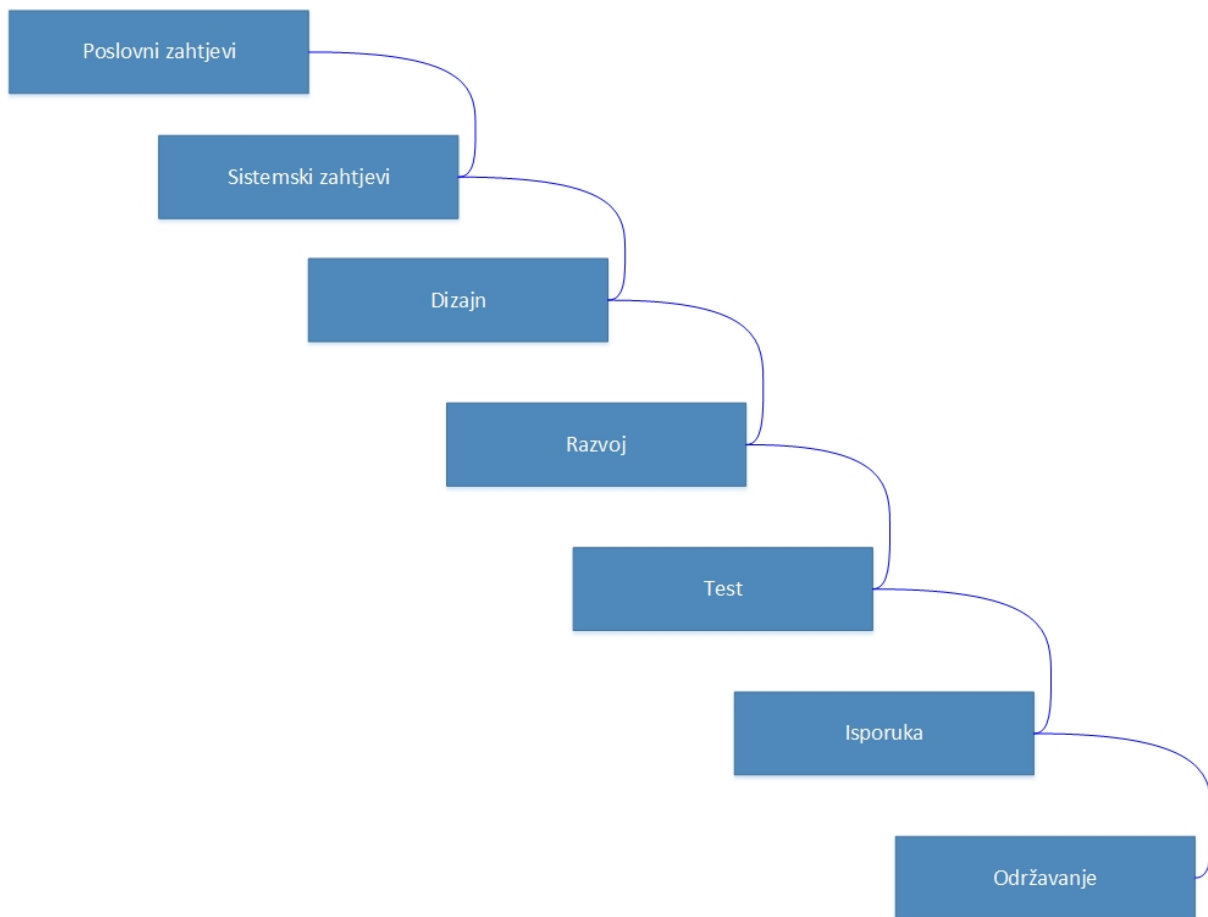 Poslovni zahtjevi
Sistemski zahtjevi
Dizajn
Razvoj
Test
Isporuka
Održavanje